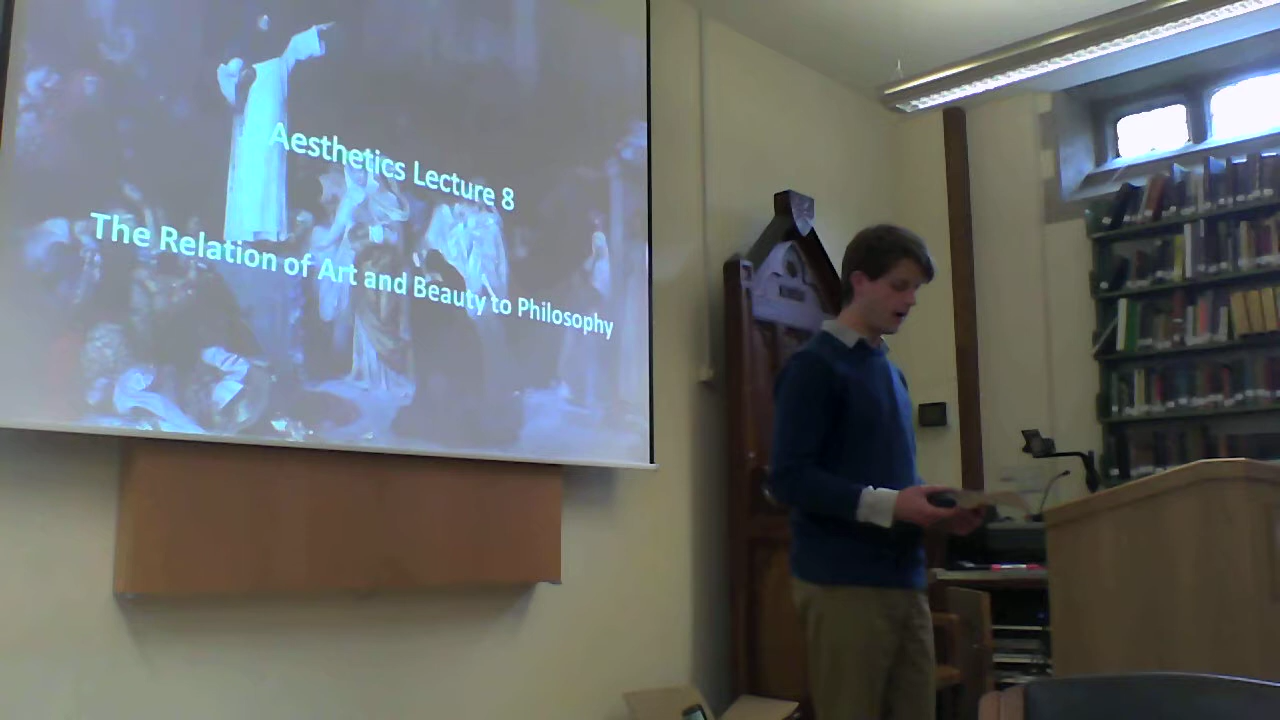 Aesthetics Lecture 8
The Relation of Art and Beauty to Philosophy